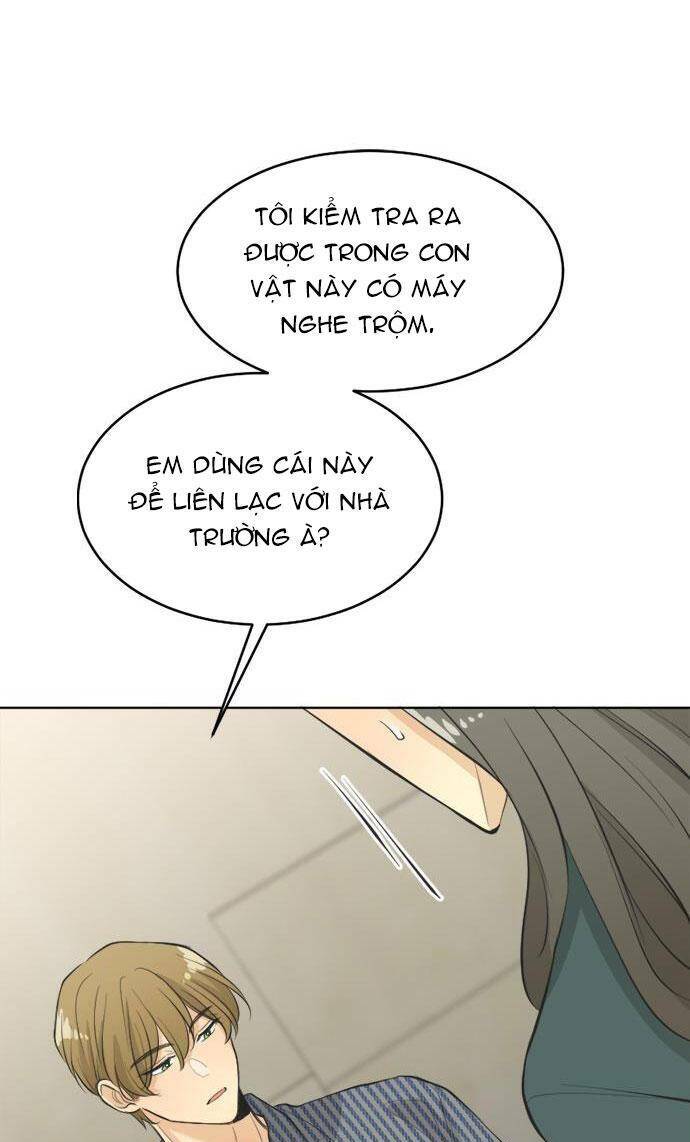 TÔI KIỂM TRA RA
ĐƯỢC TRONG CON
VẬT NÀY CÓ MÁY
NGHE TRỘM.
EM DÙNG CÁI NÀY
ĐỂ LIÊN LẠC VỚI NHÀ
TRƯỜNG À?